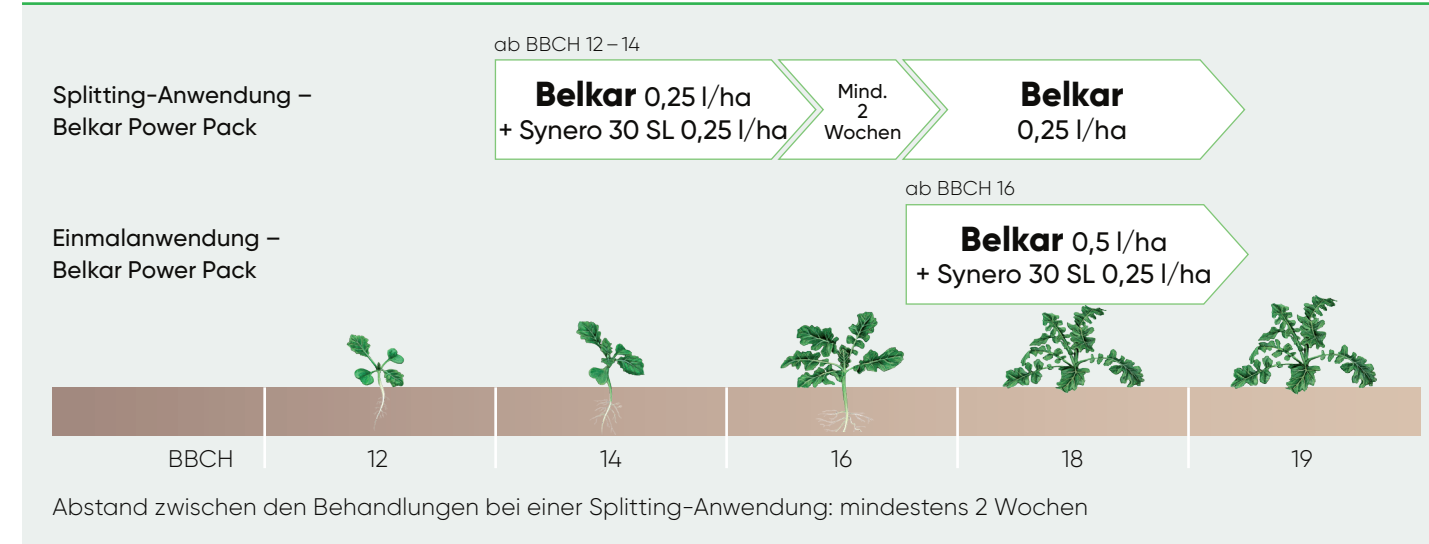 ab BBCH 12 – 14
Splitting-Anwendung –
Belkar Power Pack
Belkar 0,25 l/ha
+ Synero 30 SL 0,25 l/ha
Mind.
2
Wochen
Belkar
0,25 l/ha
ab BBCH 16
Einmalanwendung –
Belkar Power Pack
Belkar 0,5 l/ha
+ Synero 30 SL 0,25 l/ha
BBCH 12 14 16 18 19
Abstand zwischen den Behandlungen bei einer Splitting-Anwendung: mindestens 2 Wochen